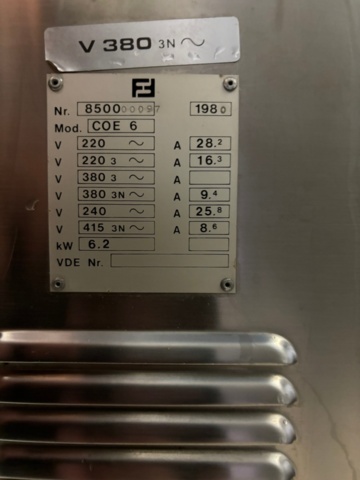 V 380 3N ~
Nr. 850000097 1980
Mod. COE 6
V 220 ~ A 28.2
V 220 3 ~ A 16.3
V 380 3 ~ A
V 380 3N ~ A 9.4
V 240 ~ A 25.8
V 415 3N ~ A 8.6
kW 6.2
VDE Nr.